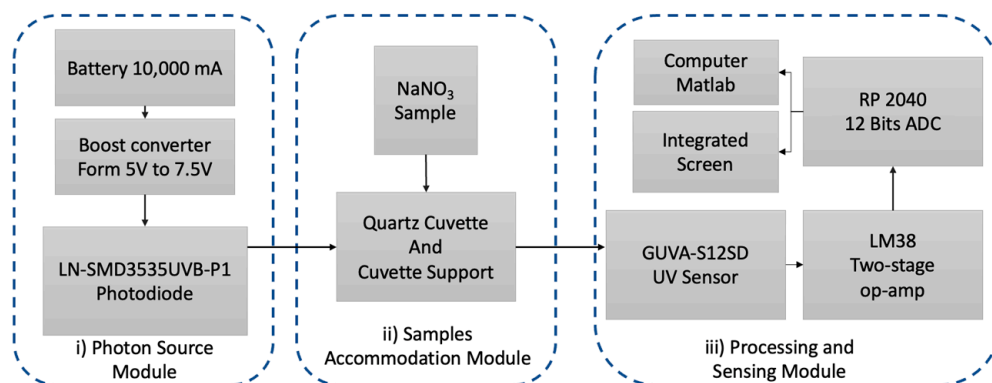 Battery 10,000 mA
Boost converter
Form 5V to 7.5V
LN-SMD3535UVB-P1
Photodiode
i) Photon Source
Module
NaNO₃
Sample
Quartz Cuvette
And
Cuvette Support
ii) Samples
Accommodation Module
Computer
Matlab
Integrated
Screen
RP 2040
12 Bits ADC
GUVA-S12SD
UV Sensor
LM38
Two-stage
op-amp
iii) Processing and
Sensing Module